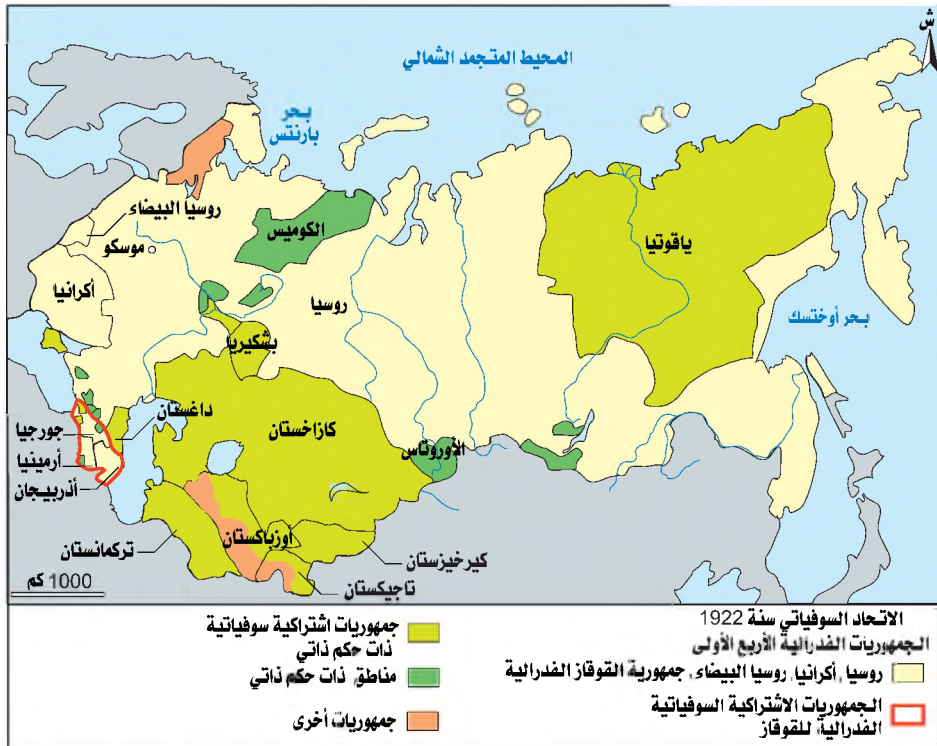 ش
المحيط المتجمد الشمالي
بحر
بارنتس
روسيا البيضاء
الكوميس
موسكو
ياقوتيا
أكرانيا
روسيا
بحر أوختسك
بشكيريا
داغستان
كازاخستان
جورجيا
الأوروتاس
أرمينيا
أذربيجان
أوزباكستان
تركمانستان
كيرخيزستان
تاجيكستان
1000 كم
الاتحاد السوفياتي سنة 1922
الجمهوريات الفدرالية الأربع الأولى
روسيا، أكرانيا، روسيا البيضاء، جمهورية القوقاز الفدرالية
الجمهوريات الاشتراكية السوفياتية
الفدرالية للقوقاز
جمهوريات اشتراكية سوفياتية
ذات حكم ذاتي
مناطق ذات حكم ذاتي
جمهوريات أخرى